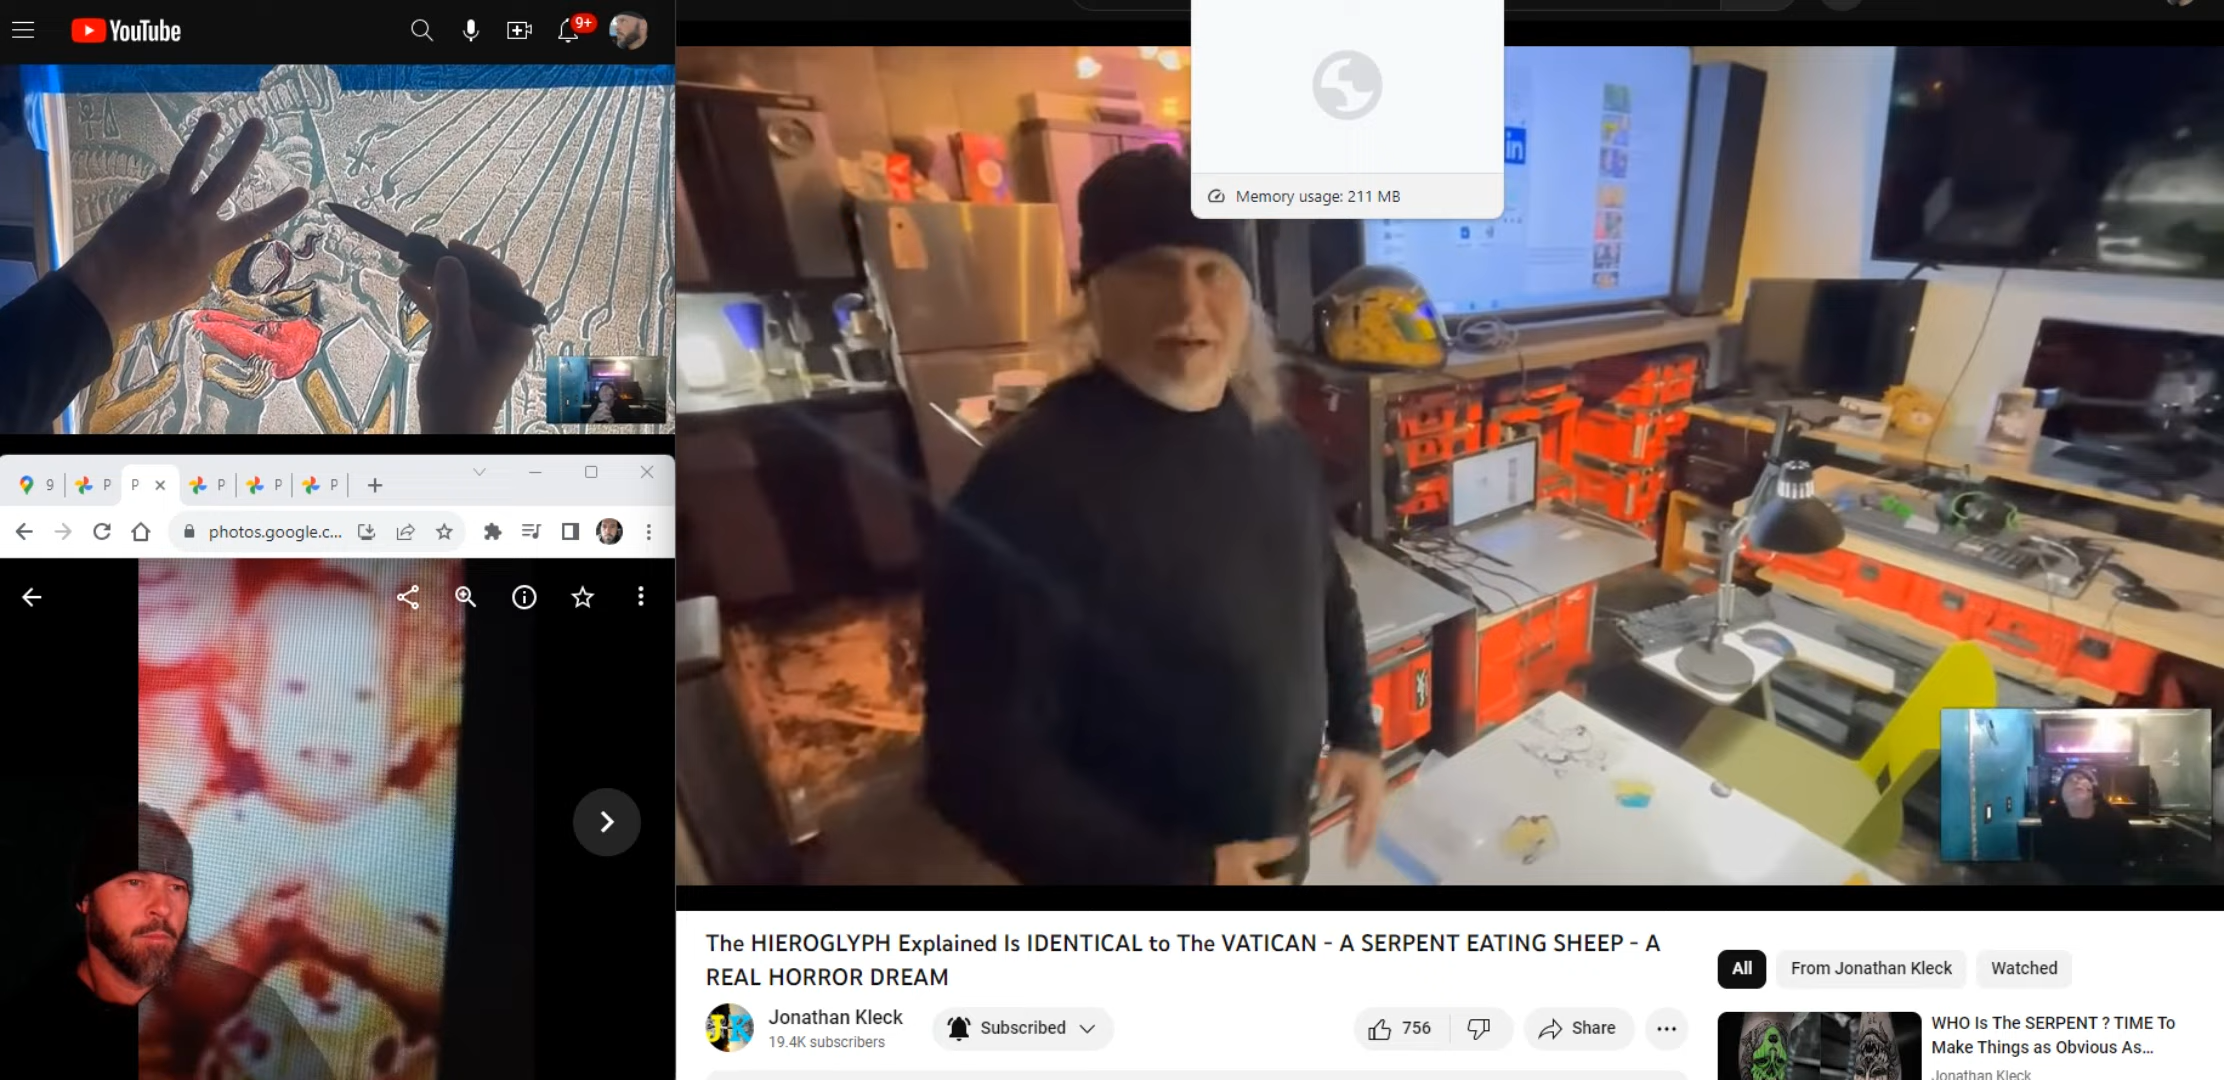 YouTube
9+
in
Memory usage: 211 MB
9
P
P
P
P
P
photos.google.c...
The HIEROGLYPH Explained Is IDENTICAL to The VATICAN - A SERPENT EATING SHEEP - A
REAL HORROR DREAM
JK
Jonathan Kleck
19.4K subscribers
Subscribed
756
Share
All
From Jonathan Kleck
Watched
WHO Is The SERPENT ? TIME To
Make Things as Obvious As...
Jonathan Kleck